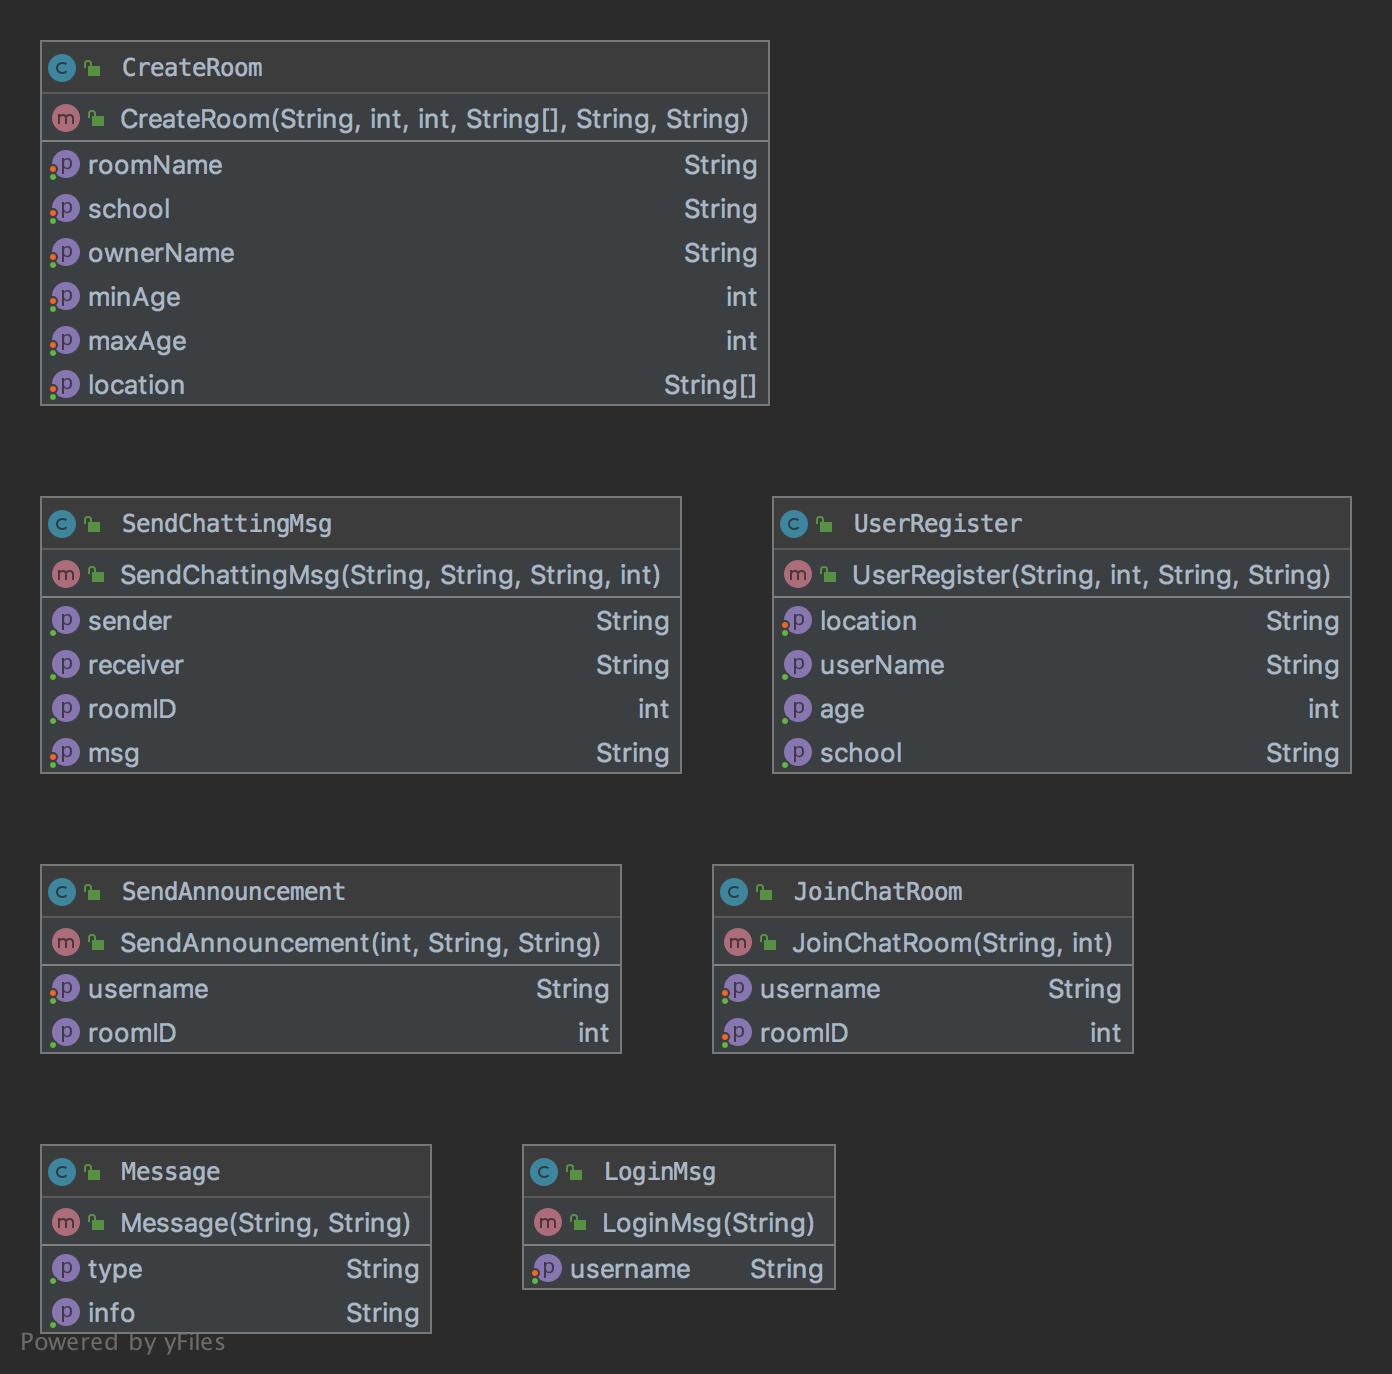 CreateRoom
CreateRoom(String, int, int, String[], String, String)
roomName String
school String
ownerName String
minAge int
maxAge int
location String[]
SendChattingMsg
SendChattingMsg(String, String, String, int)
sender String
receiver String
roomID int
msg String
UserRegister
UserRegister(String, int, String, String)
location String
userName String
age int
school String
SendAnnouncement
SendAnnouncement(int, String, String)
username String
roomID int
JoinChatRoom
JoinChatRoom(String, int)
username String
roomID int
Message
Message(String, String)
type String
info String
LoginMsg
LoginMsg(String)
username String
Powered by yFiles